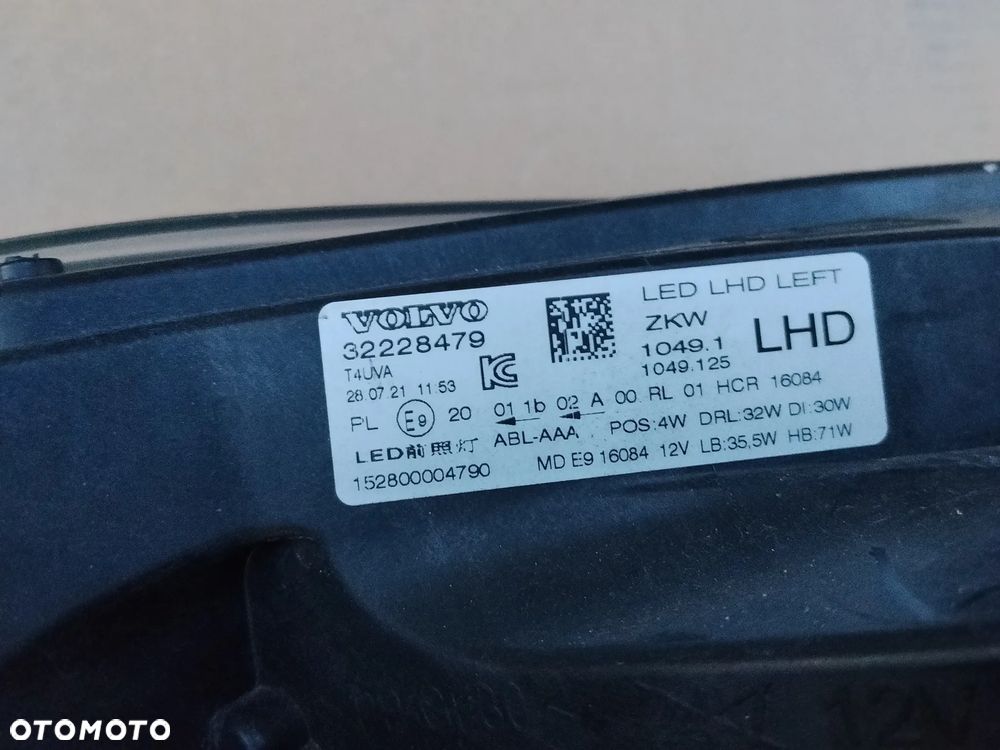 VOLVO
32228479
T4UVA
28.07.21 11:53
LED LHD LEFT
ZKW
1049.1
1049.125
LHD
PL E9 20 01 1b 02 A 00 RL 01 HCR 16084
LED前照灯 ABL-AAA POS:4W DRL:32W DI:30W
152800004790 MD E9 16084 12V LB:35,5W HB:71W
OTOMOTO